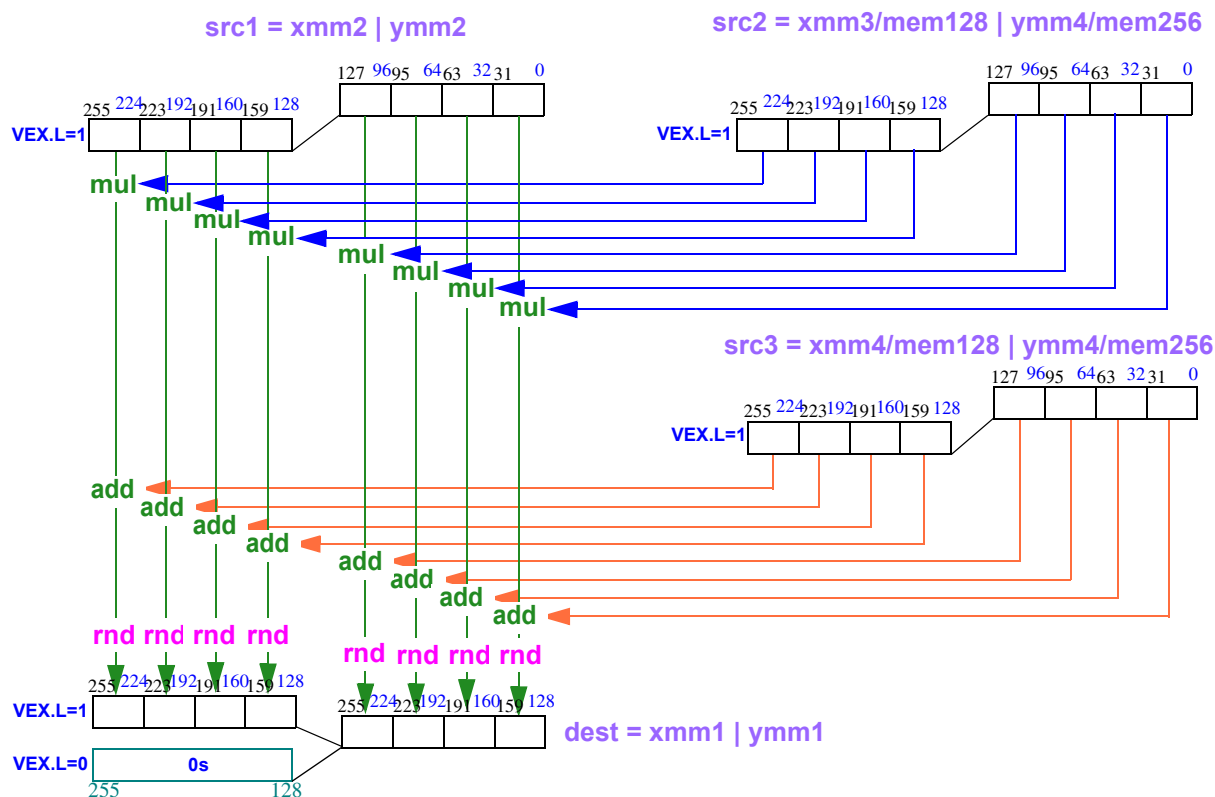 src1 = xmm2 | ymm2
src2 = xmm3/mem128 | ymm4/mem256
127 96 95 64 63 32 31 0
127 96 95 64 63 32 31 0
255 224 223 192 191 160 159 128
255 224 223 192 191 160 159 128
VEX.L=1
VEX.L=1
mul
mul
mul
mul
mul
mul
mul
mul
src3 = xmm4/mem128 | ymm4/mem256
127 96 95 64 63 32 31 0
255 224 223 192 191 160 159 128
VEX.L=1
add
add
add
add
add
add
add
add
rnd rnd rnd rnd
rnd rnd rnd rnd
255 224 223 192 191 160 159 128
VEX.L=1
255 224 223 192 191 160 159 128
dest = xmm1 | ymm1
VEX.L=0 0s
255 128